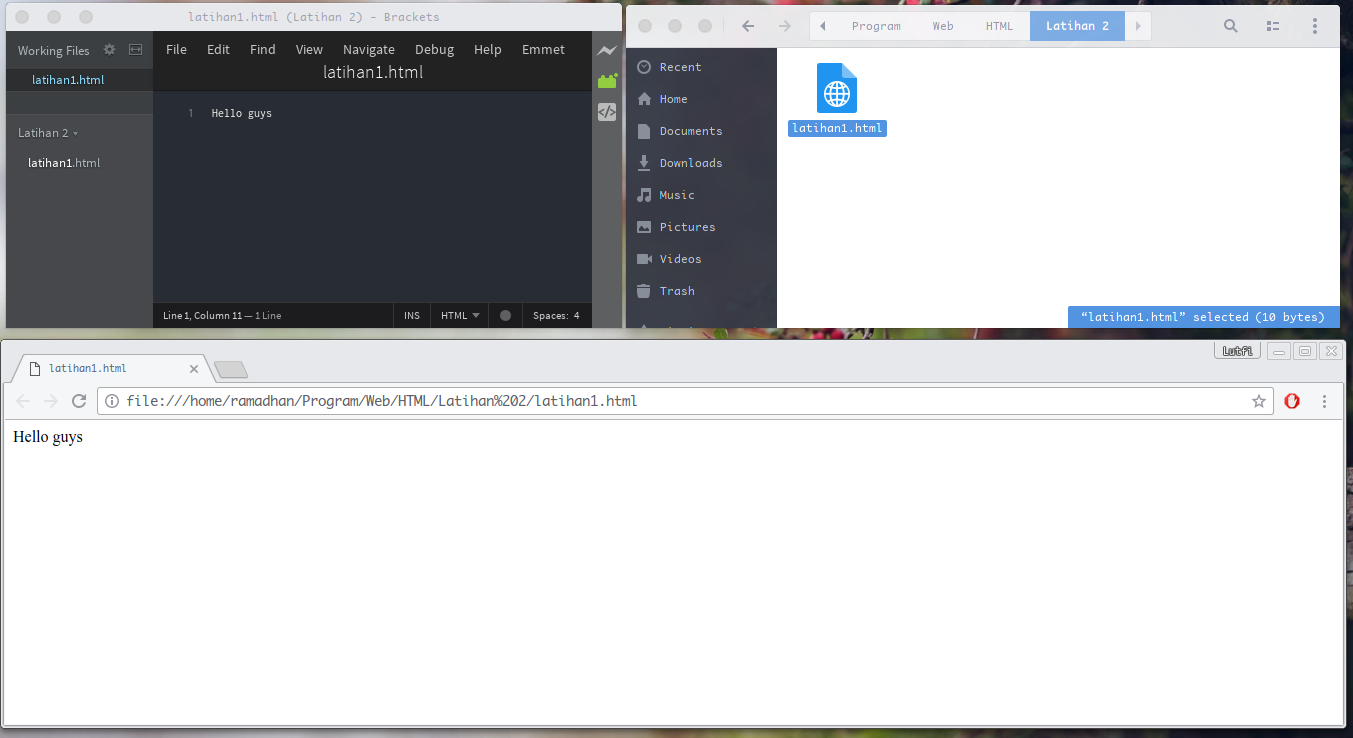 latihan1.html (Latihan 2) - Brackets
Working Files
latihan1.html
Latihan 2
latihan1.html
File Edit Find View Navigate Debug Help Emmet
latihan1.html
1 Hello guys
Line 1, Column 11 — 1 Line INS HTML Spaces: 4
Program Web HTML Latihan 2
Recent
Home
Documents
Downloads
Music
Pictures
Videos
Trash
latihan1.html
“latihan1.html” selected (10 bytes)
Lutfi
latihan1.html
file:///home/ramadhan/Program/Web/HTML/Latihan%202/latihan1.html
Hello guys